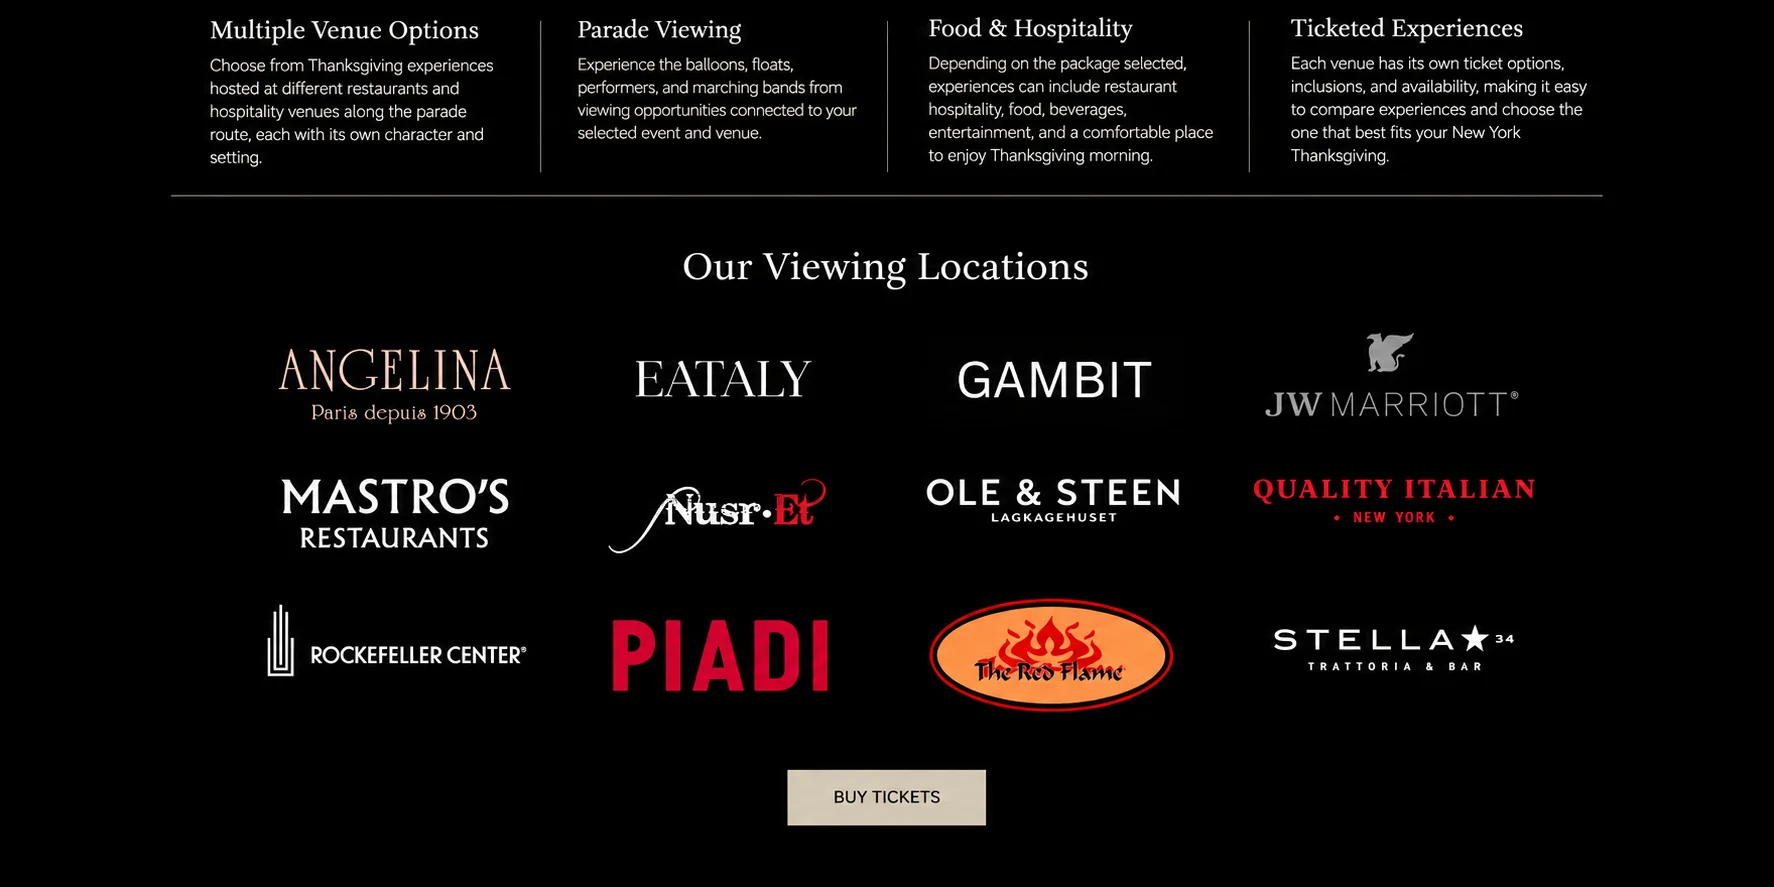 Multiple Venue Options
Choose from Thanksgiving experiences
hosted at different restaurants and
hospitality venues along the parade
route, each with its own character and
setting.
Parade Viewing
Experience the balloons, floats,
performers, and marching bands from
viewing opportunities connected to your
selected event and venue.
Food & Hospitality
Depending on the package selected,
experiences can include restaurant
hospitality, food, beverages,
entertainment, and a comfortable place
to enjoy Thanksgiving morning.
Ticketed Experiences
Each venue has its own ticket options,
inclusions, and availability, making it easy
to compare experiences and choose the
one that best fits your New York
Thanksgiving.
Our Viewing Locations
ANGELINA
Paris depuis 1903
EATALY
GAMBIT
JW MARRIOTT®
MASTRO'S
RESTAURANTS
Nusr•Et
OLE & STEEN
LAGKAGEHUSET
QUALITY ITALIAN
• NEW YORK •
ROCKEFELLER CENTER®
PIADI
The Red Flame
STELLA★34
TRATTORIA & BAR
BUY TICKETS